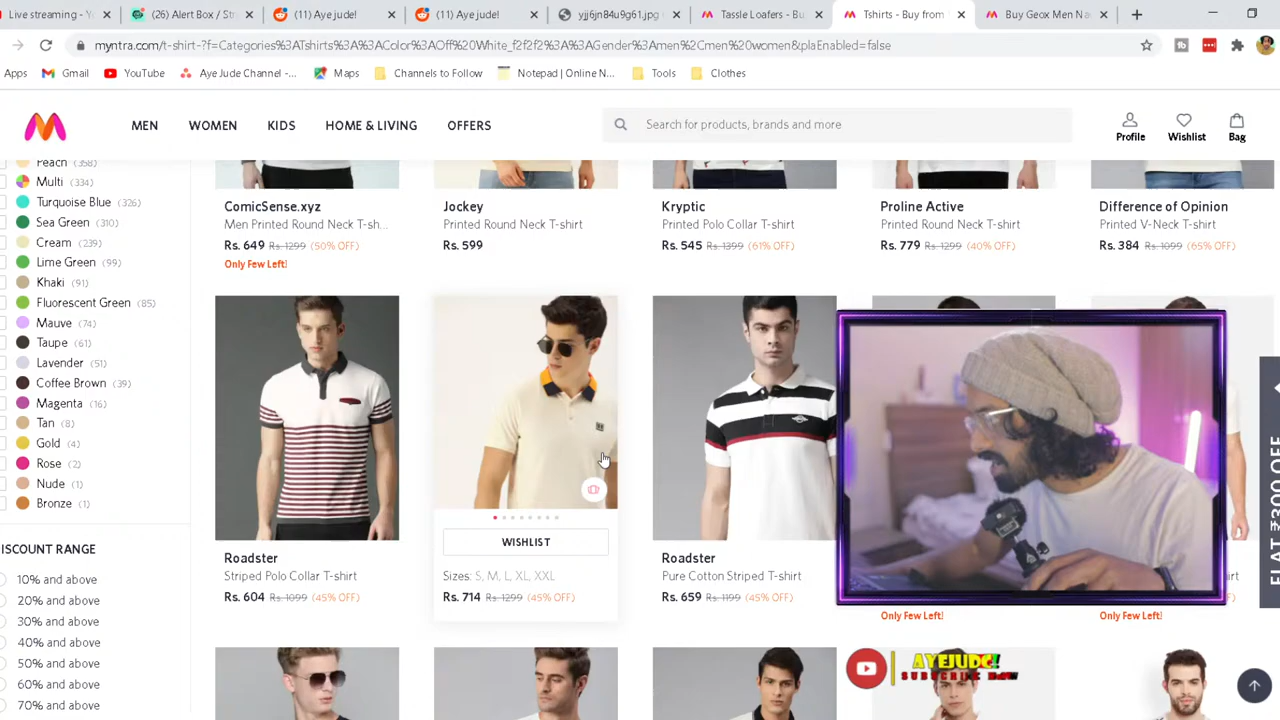 Live streaming - Y
(26) Alert Box / Str
(11) Aye jude!
(11) Aye jude!
yjj6jn84u9g61.jpg
Tassle Loafers - Bu
Tshirts - Buy from
Buy Geox Men Na
myntra.com/t-shirt-?f=Categories%3ATshirts%3A%3AColor%3AOff%20White_f2f2f2%3A%3AGender%3Amen%2Cmen%20women&plaEnabled=false
Apps
Gmail
YouTube
Aye Jude Channel -...
Maps
Channels to Follow
Notepad | Online N...
Tools
Clothes
MEN
WOMEN
KIDS
HOME & LIVING
OFFERS
Search for products, brands and more
Profile
Wishlist
Bag
Peach (358)
Multi (334)
Turquoise Blue (326)
Sea Green (310)
Cream (239)
Lime Green (99)
Khaki (91)
Fluorescent Green (85)
Mauve (74)
Taupe (61)
Lavender (51)
Coffee Brown (39)
Magenta (16)
Tan (8)
Gold (4)
Rose (2)
Nude (1)
Bronze (1)
ISCOUNT RANGE
10% and above
20% and above
30% and above
40% and above
50% and above
60% and above
70% and above
ComicSense.xyz
Men Printed Round Neck T-sh...
Rs. 649 Rs. 1299 (50% OFF)
Only Few Left!
Jockey
Printed Round Neck T-shirt
Rs. 599
Kryptic
Printed Polo Collar T-shirt
Rs. 545 Rs. 1399 (61% OFF)
Proline Active
Printed Round Neck T-shirt
Rs. 779 Rs. 1299 (40% OFF)
Difference of Opinion
Printed V-Neck T-shirt
Rs. 384 Rs. 1099 (65% OFF)
Roadster
Striped Polo Collar T-shirt
Rs. 604 Rs. 1099 (45% OFF)
WISHLIST
Sizes: S, M, L, XL, XXL
Rs. 714 Rs. 1299 (45% OFF)
Roadster
Pure Cotton Striped T-shirt
Rs. 659 Rs. 1199 (45% OFF)
Only Few Left!
Only Few Left!
FLAT ₹300 OFF
AYEJUDE!
SUBSCRIBE NOW